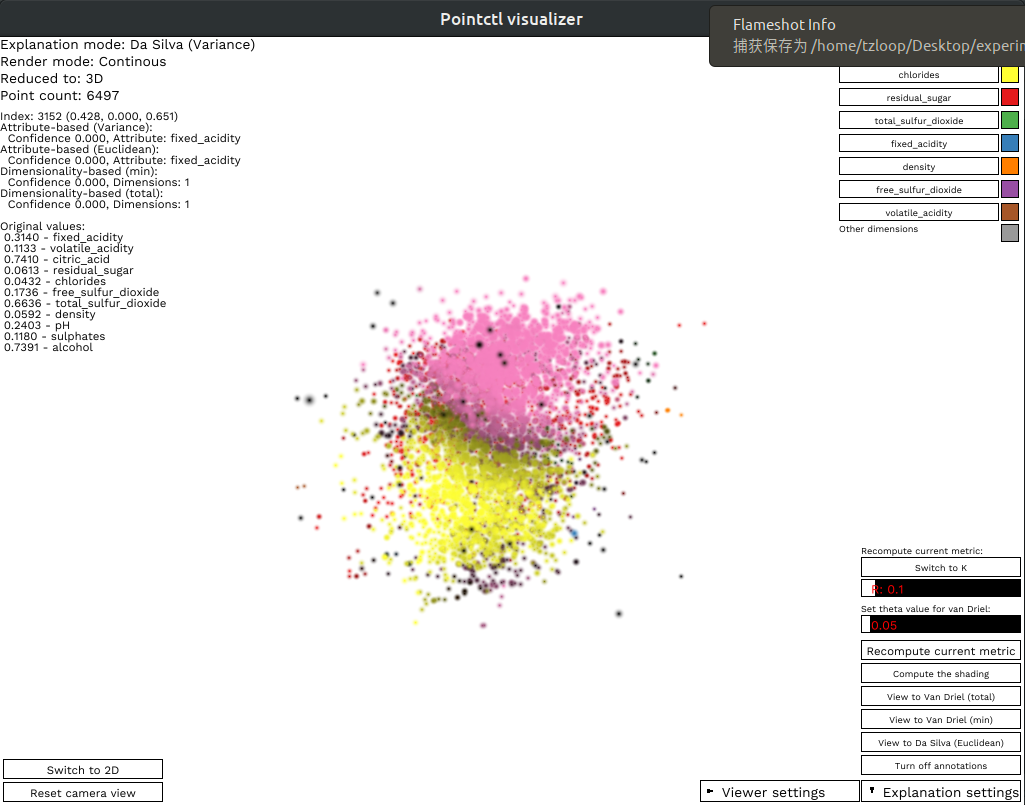 Pointctl visualizer
Flameshot Info
捕获保存为 /home/tzloop/Desktop/experim
Explanation mode: Da Silva (Variance)
Render mode: Continous
Reduced to: 3D
Point count: 6497
Index: 3152 (0.428, 0.000, 0.651)
Attribute-based (Variance):
Confidence 0.000, Attribute: fixed_acidity
Attribute-based (Euclidean):
Confidence 0.000, Attribute: fixed_acidity
Dimensionality-based (min):
Confidence 0.000, Dimensions: 1
Dimensionality-based (total):
Confidence 0.000, Dimensions: 1
Original values:
0.3140 - fixed_acidity
0.1133 - volatile_acidity
0.7410 - citric_acid
0.0613 - residual_sugar
0.0432 - chlorides
0.1736 - free_sulfur_dioxide
0.6636 - total_sulfur_dioxide
0.0592 - density
0.2403 - pH
0.1180 - sulphates
0.7391 - alcohol
chlorides
residual_sugar
total_sulfur_dioxide
fixed_acidity
density
free_sulfur_dioxide
volatile_acidity
Other dimensions
Recompute current metric:
Switch to K
R: 0.1
Set theta value for van Driel:
0.05
Recompute current metric
Compute the shading
View to Van Driel (total)
View to Van Driel (min)
View to Da Silva (Euclidean)
Turn off annotations
Switch to 2D
Reset camera view
Viewer settings
Explanation settings